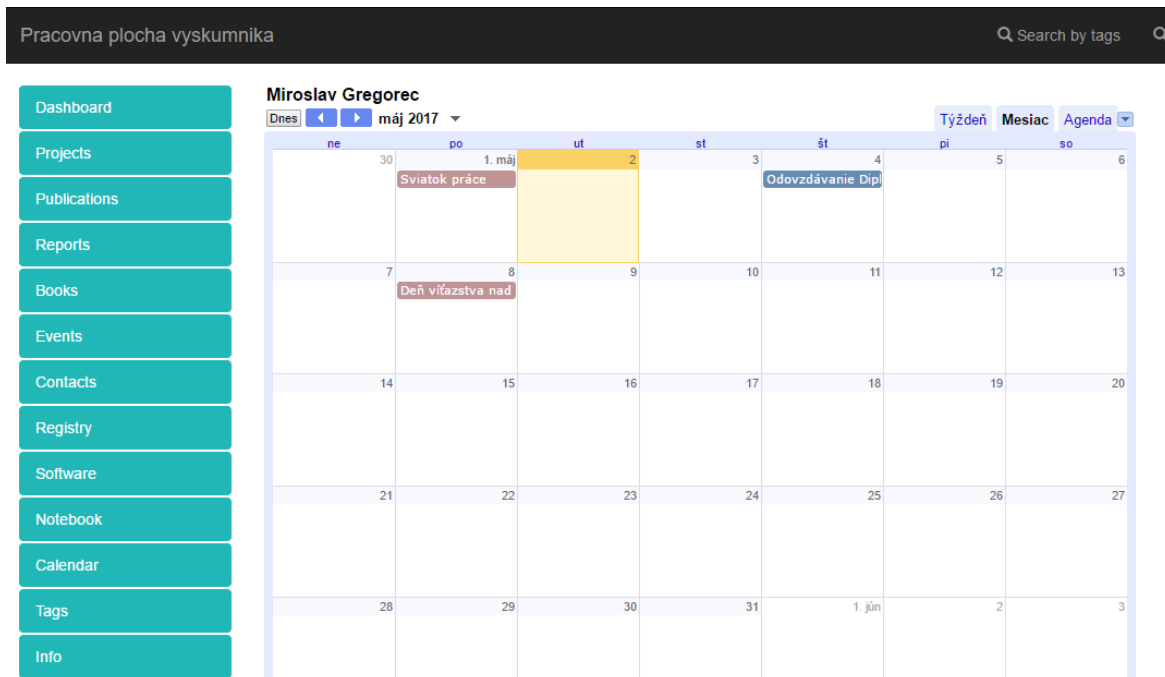 Pracovna plocha vyskumnika
Search by tags
Dashboard
Projects
Publications
Reports
Books
Events
Contacts
Registry
Software
Notebook
Calendar
Tags
Info
Miroslav Gregorec
Dnes máj 2017
Týždeň Mesiac Agenda
ne po ut st št pi so
30 1. máj 2 3 4 5 6
Sviatok práce Odovzdávanie Dipl
7 8 9 10 11 12 13
Deň víťazstva nad
14 15 16 17 18 19 20
21 22 23 24 25 26 27
28 29 30 31 1. jún 2 3